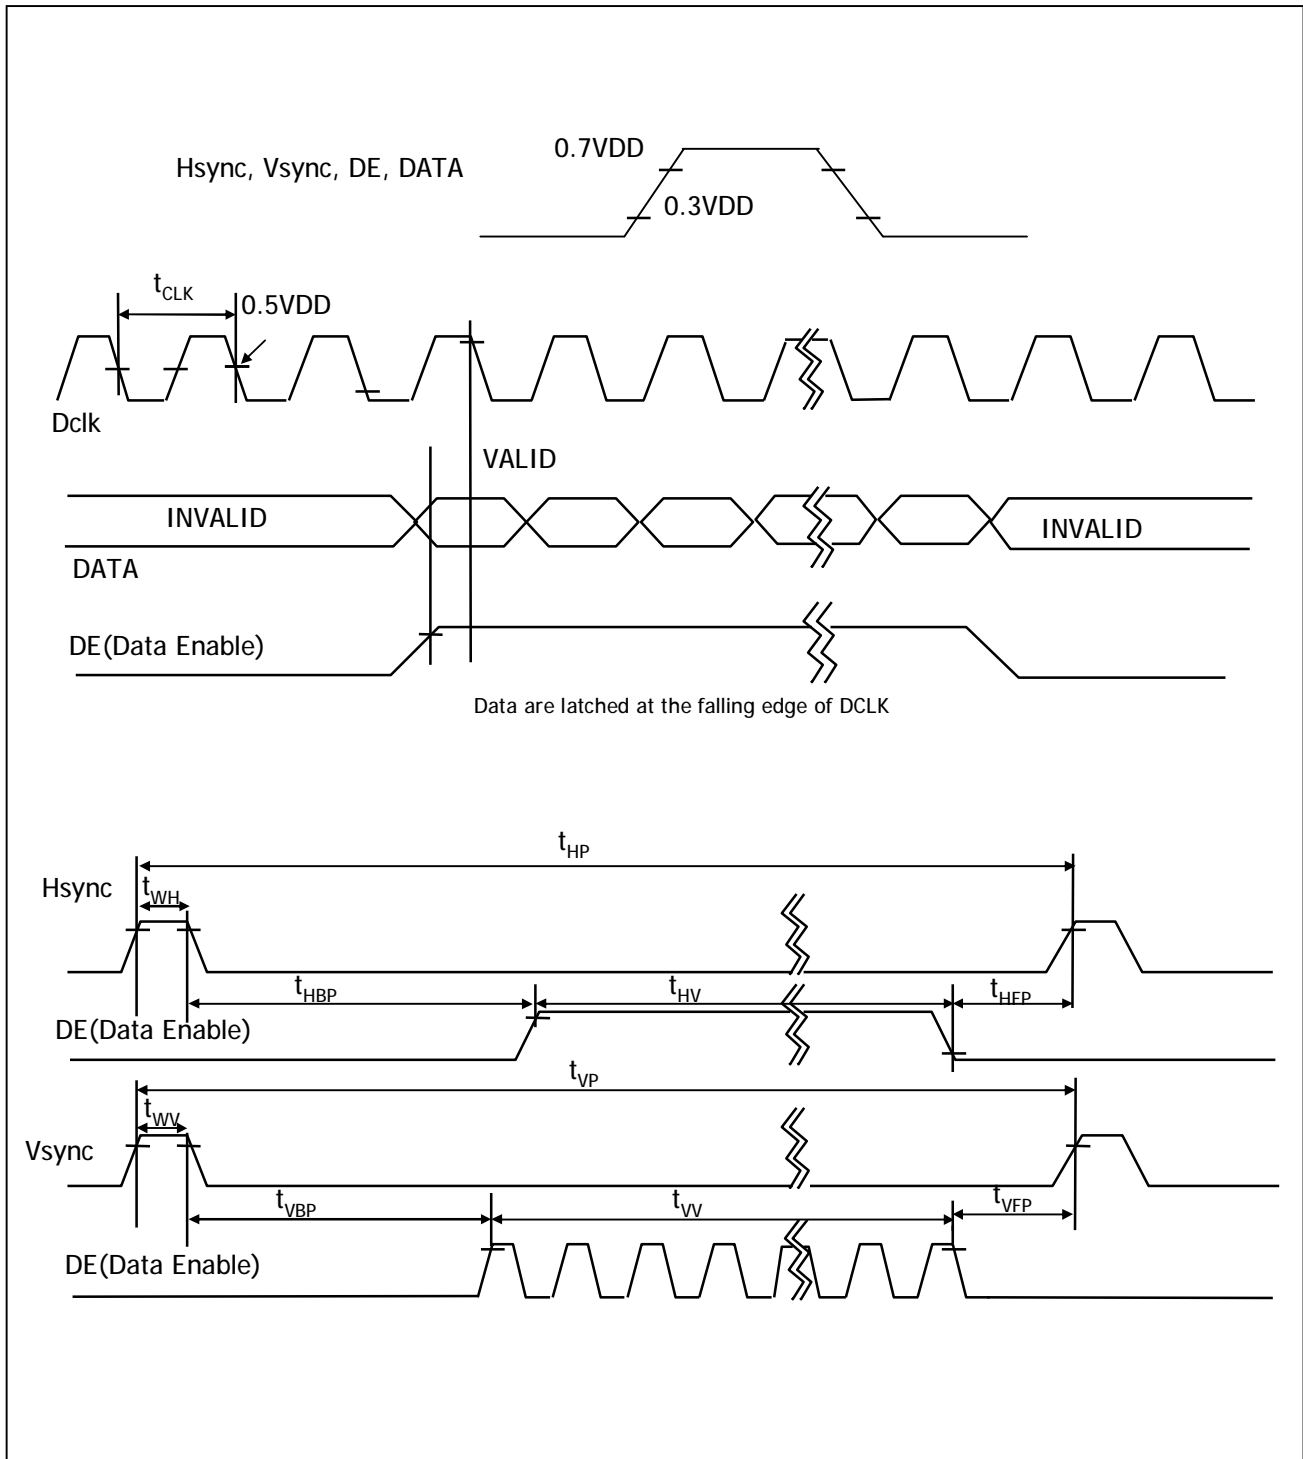 0.7VDD
Hsync, Vsync, DE, DATA
0.3VDD
tCLK
0.5VDD
Dclk
VALID
INVALID
INVALID
DATA
DE(Data Enable)
Data are latched at the falling edge of DCLK
tHP
Hsync
tWH
tHBP
tHV
tHFP
DE(Data Enable)
tVP
tWV
Vsync
tVBP
tVV
tVFP
DE(Data Enable)